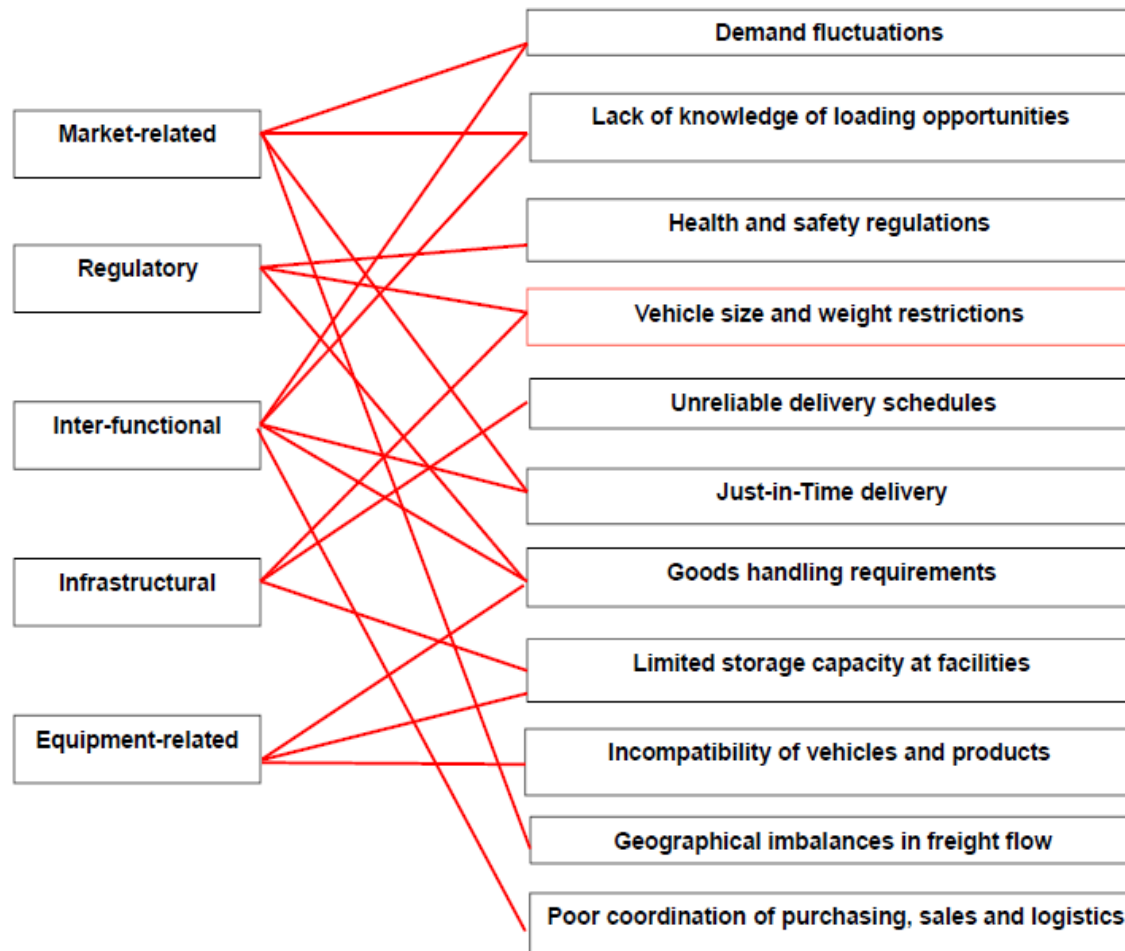 Market-related
Regulatory
Inter-functional
Infrastructural
Equipment-related
Demand fluctuations
Lack of knowledge of loading opportunities
Health and safety regulations
Vehicle size and weight restrictions
Unreliable delivery schedules
Just-in-Time delivery
Goods handling requirements
Limited storage capacity at facilities
Incompatibility of vehicles and products
Geographical imbalances in freight flow
Poor coordination of purchasing, sales and logistics